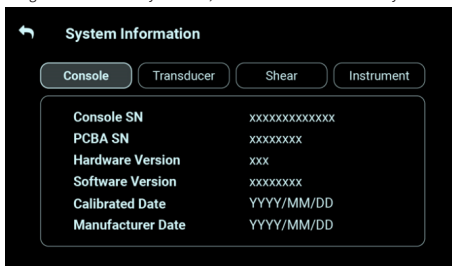 System Information
Console Transducer Shear Instrument
Console SN xxxxxxxxxxxxx
PCBA SN xxxxxxxx
Hardware Version xxx
Software Version xxxxxxxx
Calibrated Date YYYY/MM/DD
Manufacturer Date YYYY/MM/DD